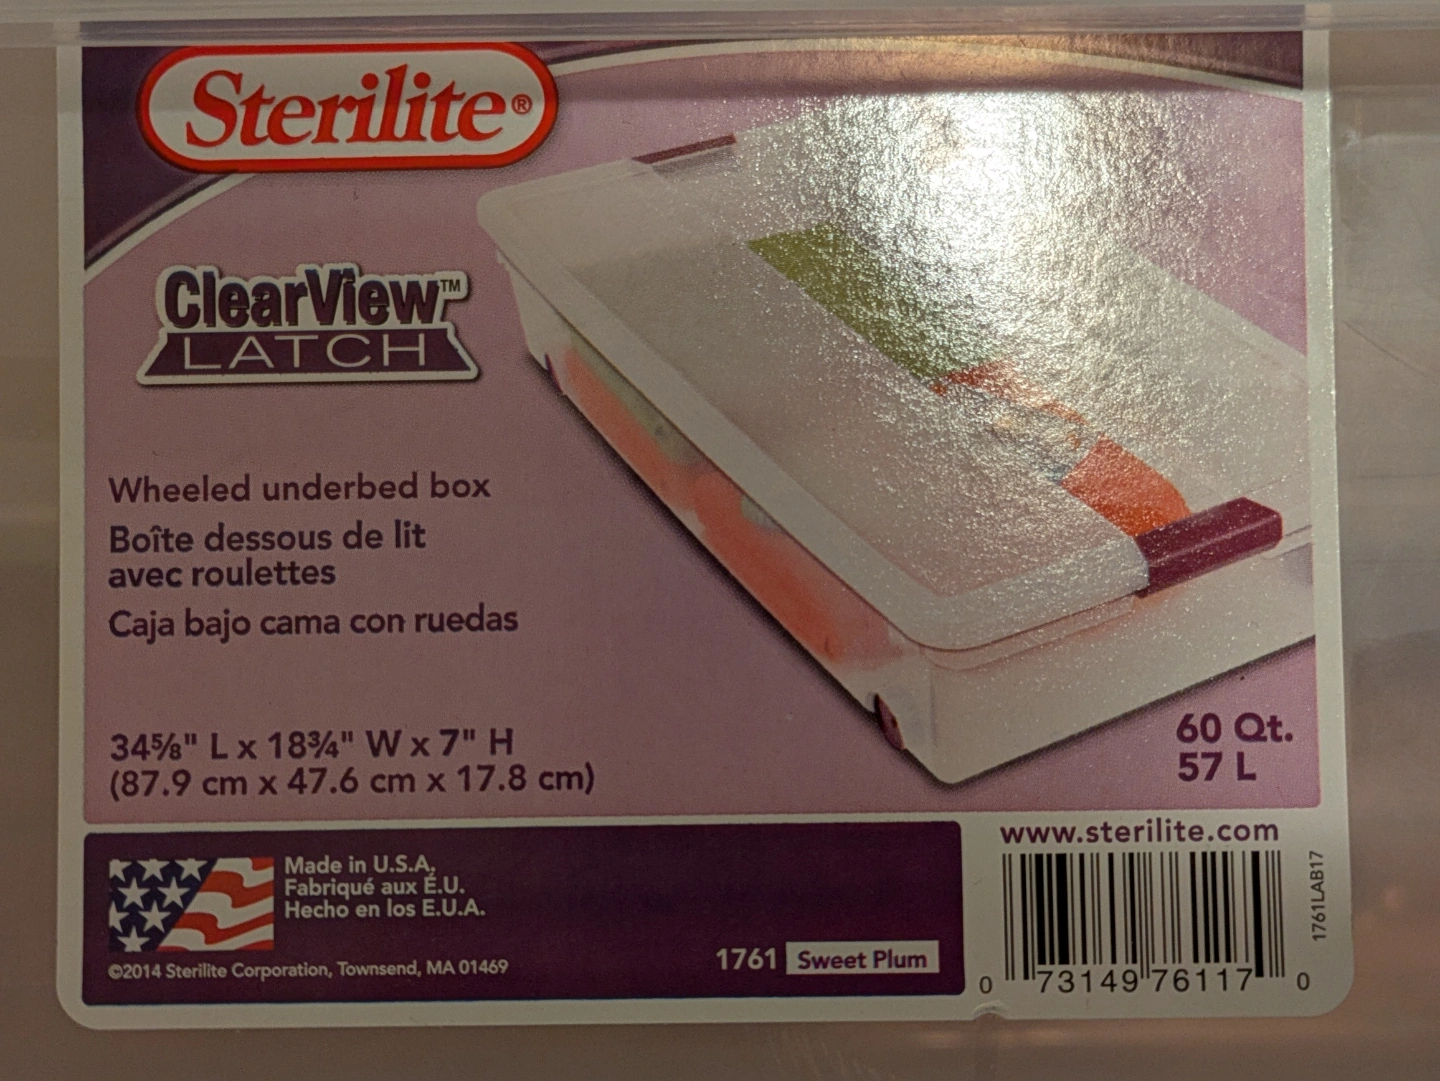 Sterilite®
ClearView™
LATCH
Wheeled underbed box
Boîte dessous de lit
avec roulettes
Caja bajo cama con ruedas
34⅝" L x 18¾" W x 7" H
(87.9 cm x 47.6 cm x 17.8 cm)
60 Qt.
57 L
Made in U.S.A.
Fabriqué aux É.U.
Hecho en los E.U.A.
©2014 Sterilite Corporation, Townsend, MA 01469
1761 Sweet Plum
www.sterilite.com
0 73149 76117 0
1761LAB17